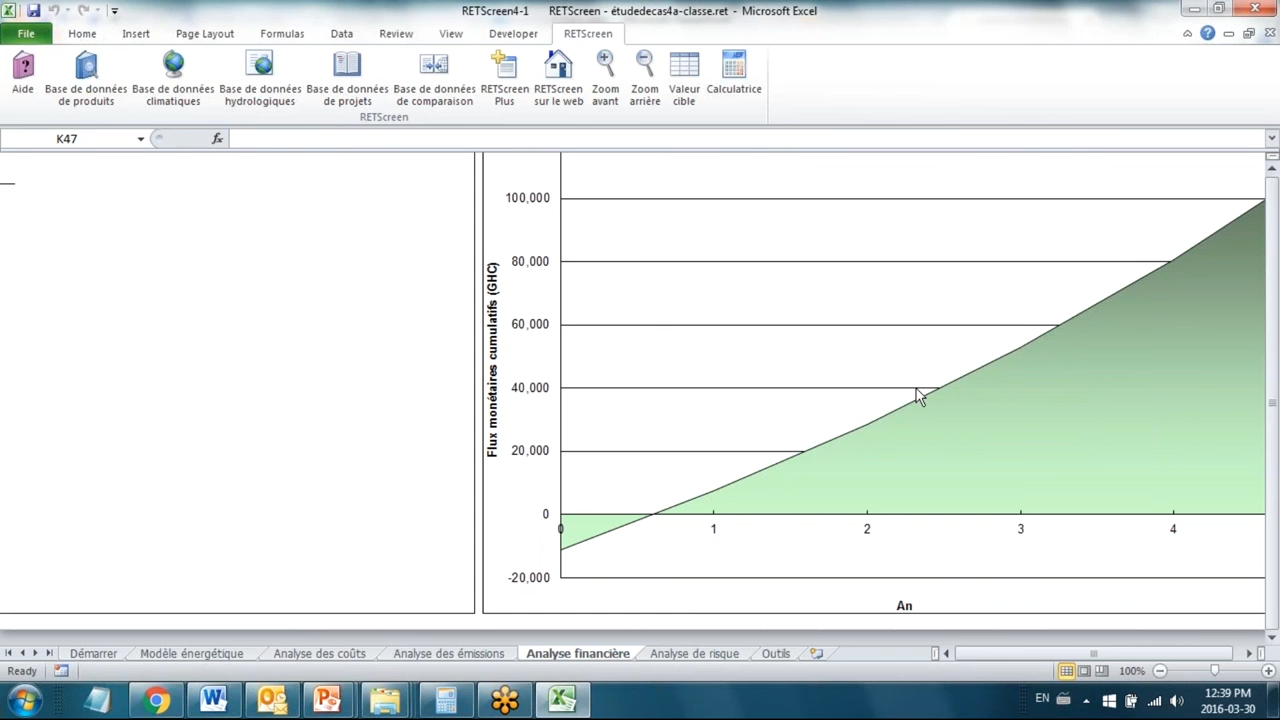 RETScreen4-1 RETScreen - étudedecas4a-classe.ret - Microsoft Excel
File Home Insert Page Layout Formulas Data Review View Developer RETScreen
Aide
Base de données de produits
Base de données climatiques
Base de données hydrologiques
Base de données de projets
Base de données de comparaison
RETScreen Plus
RETScreen sur le web
Zoom avant
Zoom arrière
Valeur cible
Calculatrice
RETScreen
K47 fx
Flux monétaires cumulatifs (GHC)
100,000
80,000
60,000
40,000
20,000
0
-20,000
0 1 2 3 4
An
Démarrer Modèle énergétique Analyse des coûts Analyse des émissions Analyse financière Analyse de risque Outils
Ready 100%
EN 12:39 PM
2016-03-30